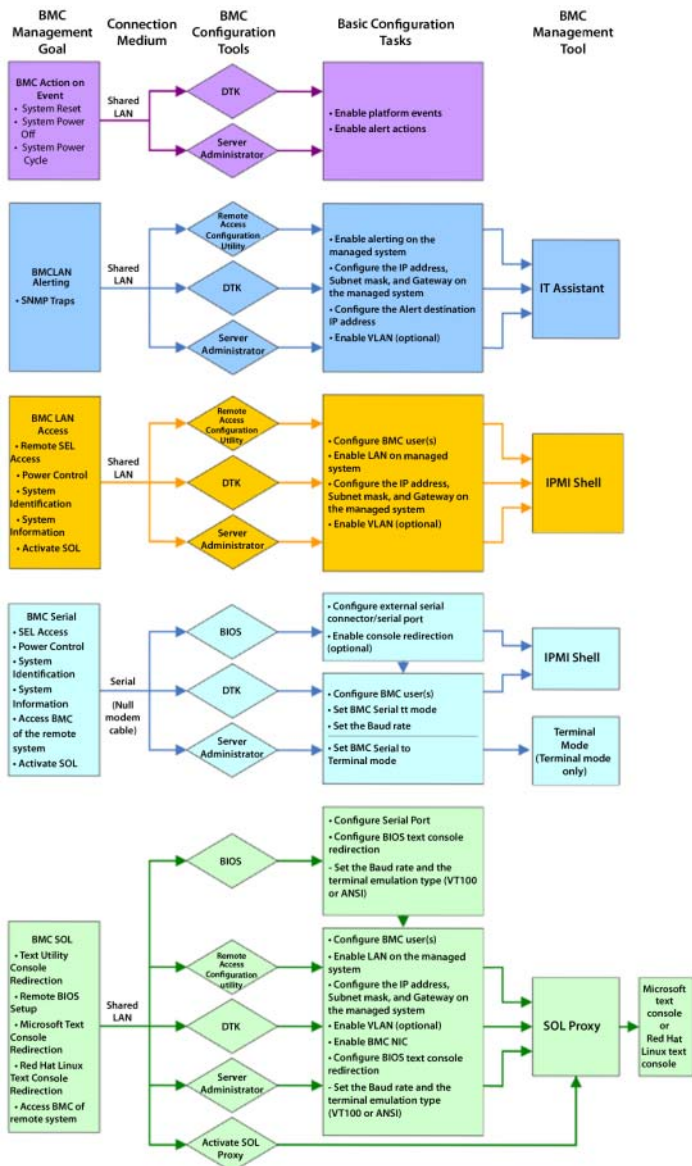 BMC
Management
Goal
Connection
Medium
BMC
Configuration
Tools
Basic Configuration
Tasks
BMC
Management
Tool
BMC Action on
Event
• System Reset
• System Power
Off
• System Power
Cycle
Shared
LAN
DTK
Server
Administrator
• Enable platform events
• Enable alert actions
BMCLAN
Alerting
• SNMP Traps
Shared
LAN
Remote
Access
Configuration
Utility
DTK
Server
Administrator
• Enable alerting on the
managed system
• Configure the IP address,
Subnet mask, and Gateway on
the managed system
• Configure the Alert destination
IP address
• Enable VLAN (optional)
IT Assistant
BMC LAN
Access
• Remote SEL
Access
• Power Control
• System
Identification
• System
Information
• Activate SOL
Shared
LAN
Remote
Access
Configuration
Utility
DTK
Server
Administrator
• Configure BMC user(s)
• Enable LAN on managed
system
• Configure the IP address,
Subnet mask, and Gateway on
the managed system
• Enable VLAN (optional)
IPMI Shell
BMC Serial
• SEL Access
• Power Control
• System
Identification
• System
Information
• Access BMC
of the remote
system
• Activate SOL
Serial
(Null
modem
cable)
BIOS
DTK
Server
Administrator
• Configure external serial
connector/serial port
• Enable console redirection
(optional)
• Configure BMC user(s)
• Set BMC Serial tt mode
• Set the Baud rate
• Set BMC Serial to
Terminal mode
IPMI Shell
Terminal
Mode
(Terminal mode
only)
BMC SOL
• Text Utility
Console
Redirection
• Remote BIOS
Setup
• Microsoft Text
Console
Redirection
• Red Hat Linux
Text Console
Redirection
• Access BMC of
remote system
Shared
LAN
BIOS
Remote
Access
Configuration
utility
DTK
Server
Administrator
Activate SOL
Proxy
• Configure Serial Port
• Configure BIOS text console
redirection
- Set the Baud rate and the
terminal emulation type (VT100
or ANSI)
• Configure BMC user(s)
• Enable LAN on the managed
system
• Configure the IP address,
Subnet mask, and Gateway on
the managed system
• Enable VLAN (optional)
• Enable BMC NIC
• Configure BIOS text console
redirection
- Set the Baud rate and the
terminal emulation type
(VT100 or ANSI)
SOL Proxy
Microsoft
text
console
or
Red Hat
Linux text
console